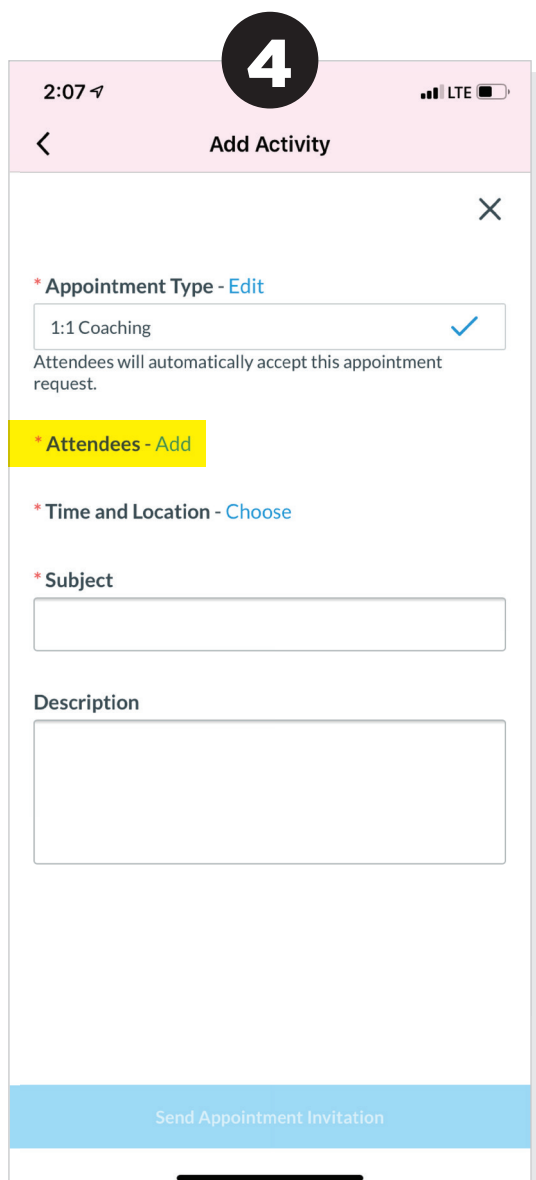 4
2:07
LTE
Add Activity
* Appointment Type - Edit
1:1 Coaching
Attendees will automatically accept this appointment
request.
* Attendees - Add
* Time and Location - Choose
* Subject
Description
Send Appointment Invitation